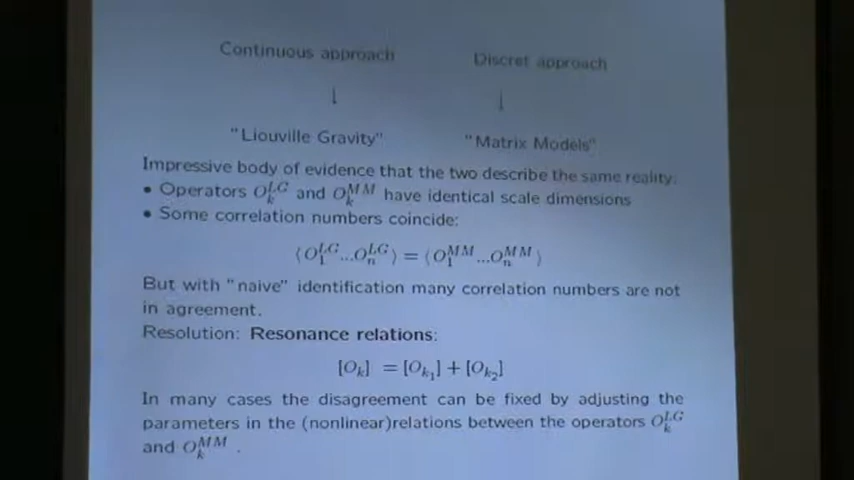 Continuous approach Discret approach
↓ ↓
"Liouville Gravity" "Matrix Models"
Impressive body of evidence that the two describe the same reality:
• Operators O_k^{LG} and O_k^{MM} have identical scale dimensions
• Some correlation numbers coincide:
⟨O_1^{LG}...O_n^{LG}⟩ = ⟨O_1^{MM}...O_n^{MM}⟩
But with "naive" identification many correlation numbers are not
in agreement.
Resolution: Resonance relations:
[O_k] = [O_{k_1}] + [O_{k_2}]
In many cases the disagreement can be fixed by adjusting the
parameters in the (nonlinear)relations between the operators O_k^{LG}
and O_k^{MM} .